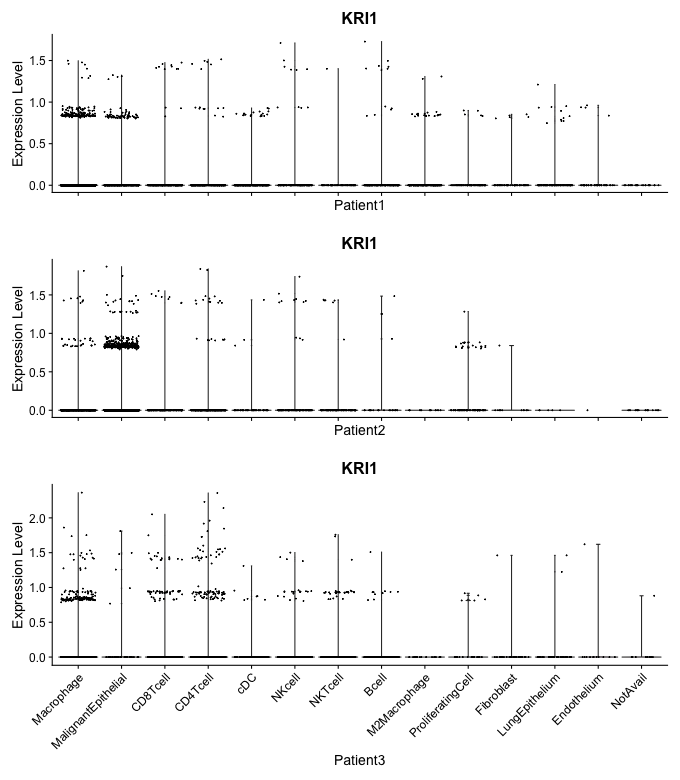 KRI1
Expression Level
1.5
1.0
0.5
0.0
Patient1
KRI1
Expression Level
1.5
1.0
0.5
0.0
Patient2
KRI1
Expression Level
2.0
1.5
1.0
0.5
0.0
Macrophage
MalignantEpithelial
CD8Tcell
CD4Tcell
cDC
NKcell
NKTcell
Bcell
M2Macrophage
ProliferatingCell
Fibroblast
LungEpithelium
Endothelium
NotAvail
Patient3